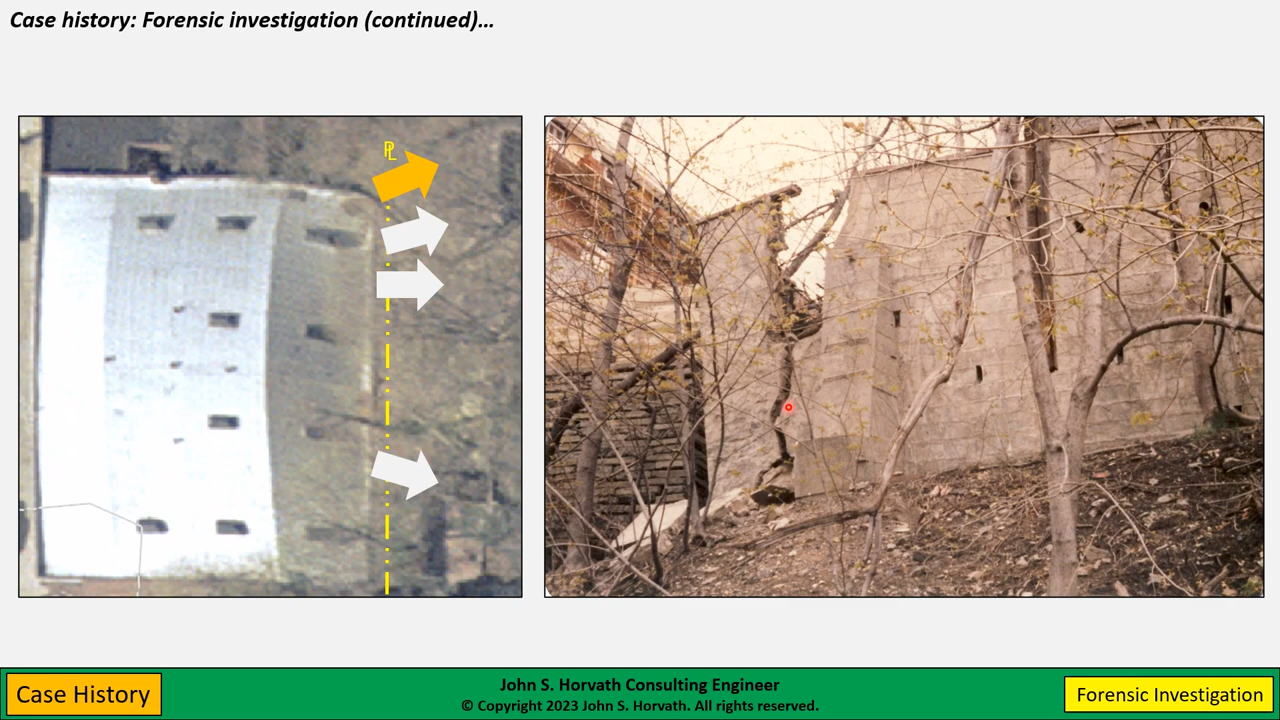 Case history: Forensic investigation (continued)…
PL
Case History
John S. Horvath Consulting Engineer
© Copyright 2023 John S. Horvath. All rights reserved.
Forensic Investigation